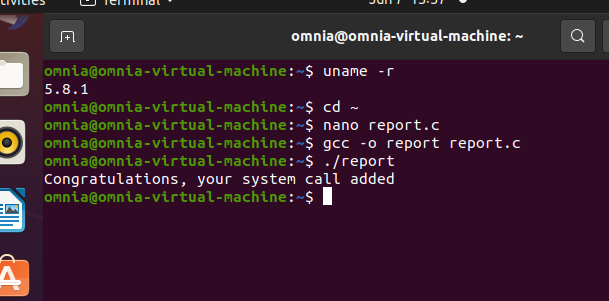 Terminal
omnia@omnia-virtual-machine: ~
omnia@omnia-virtual-machine:~$ uname -r
5.8.1
omnia@omnia-virtual-machine:~$ cd ~
omnia@omnia-virtual-machine:~$ nano report.c
omnia@omnia-virtual-machine:~$ gcc -o report report.c
omnia@omnia-virtual-machine:~$ ./report
Congratulations, your system call added
omnia@omnia-virtual-machine:~$